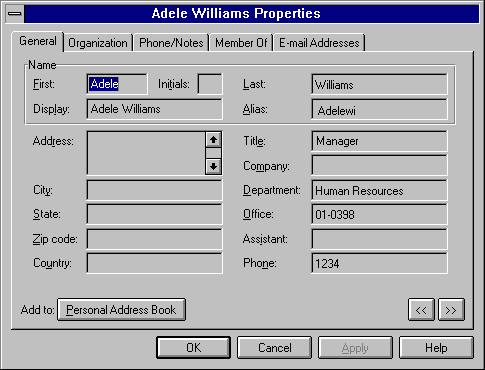 Adele Williams Properties
General Organization Phone/Notes Member Of E-mail Addresses
Name
First: Adele Initials: Last: Williams
Display: Adele Williams Alias: Adelewi
Address: Title: Manager
Company:
City: Department: Human Resources
State: Office: 01-0398
Zip code: Assistant:
Country: Phone: 1234
Add to: Personal Address Book << >>
OK Cancel Apply Help